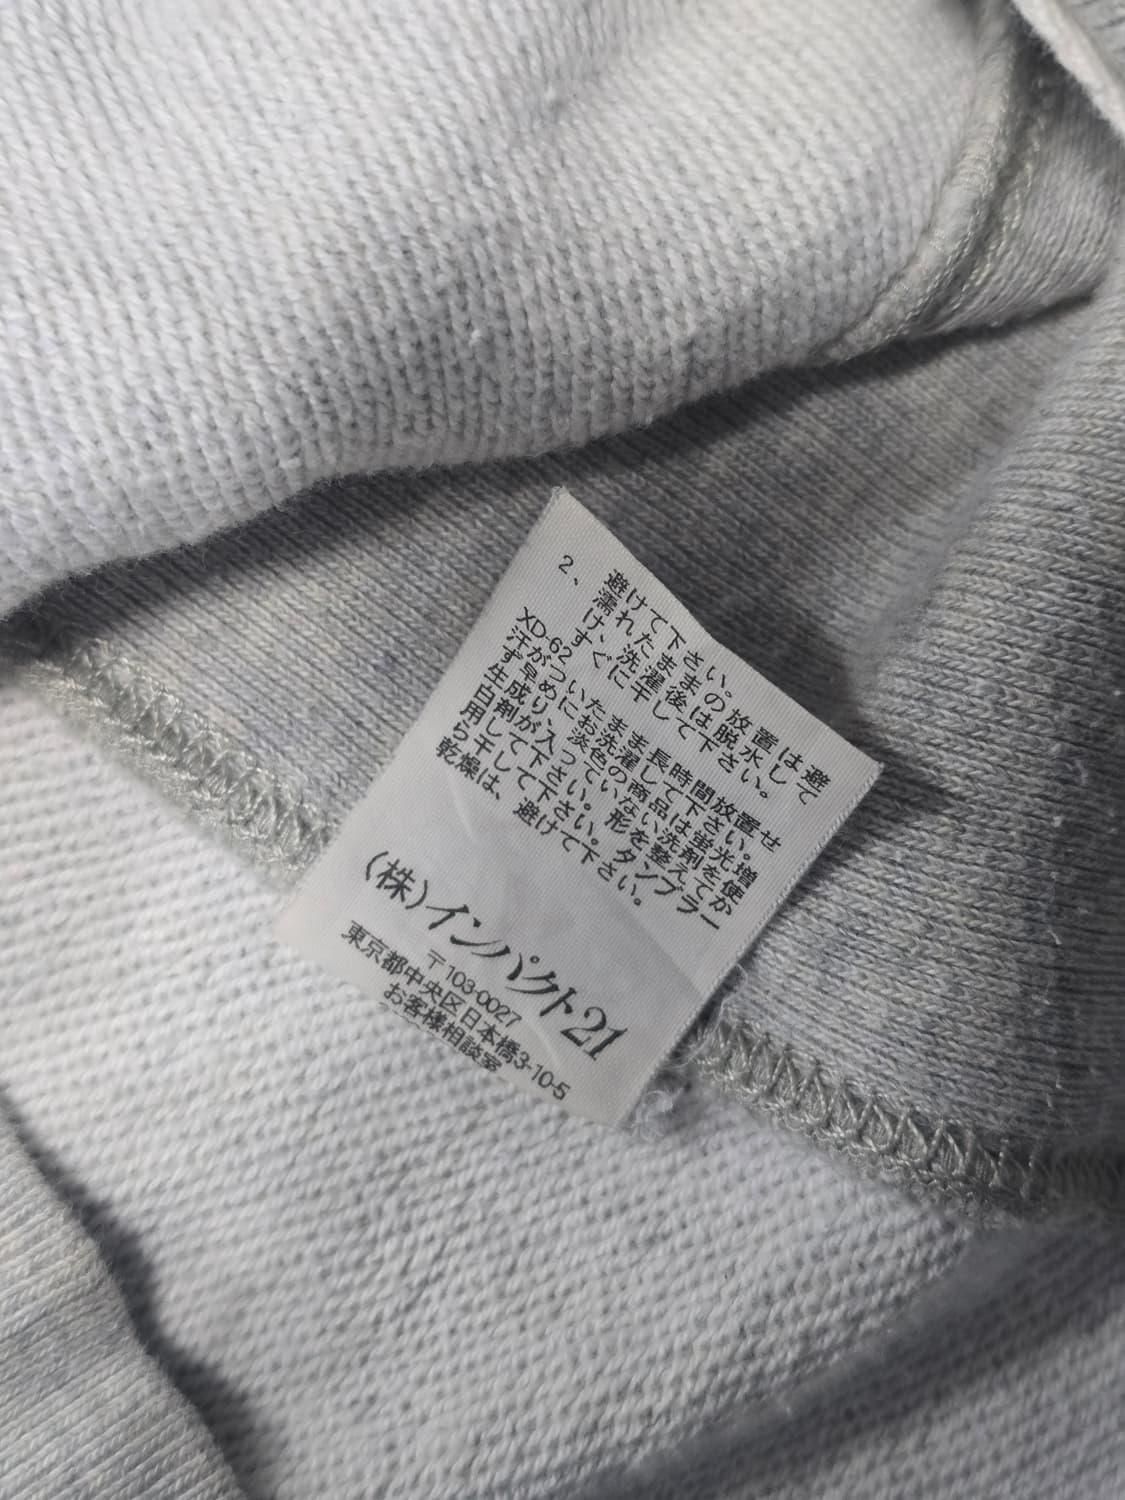 避けて下さい。
2、濡れたままの放置は避
け、洗濯後は脱水して
すぐに干して下さい。
XD-62
汗がついたまま長時間放置せ
ず早めにお洗濯して下さい。
生成り、淡色の商品は蛍光増
白剤が入っていない洗剤を使
用して下さい。形を整えてか
ら干して下さい。タンブラー
乾燥は、避けて下さい。
(株)インパクト21
〒103-0027
東京都中央区日本橋3-10-5
お客様相談室